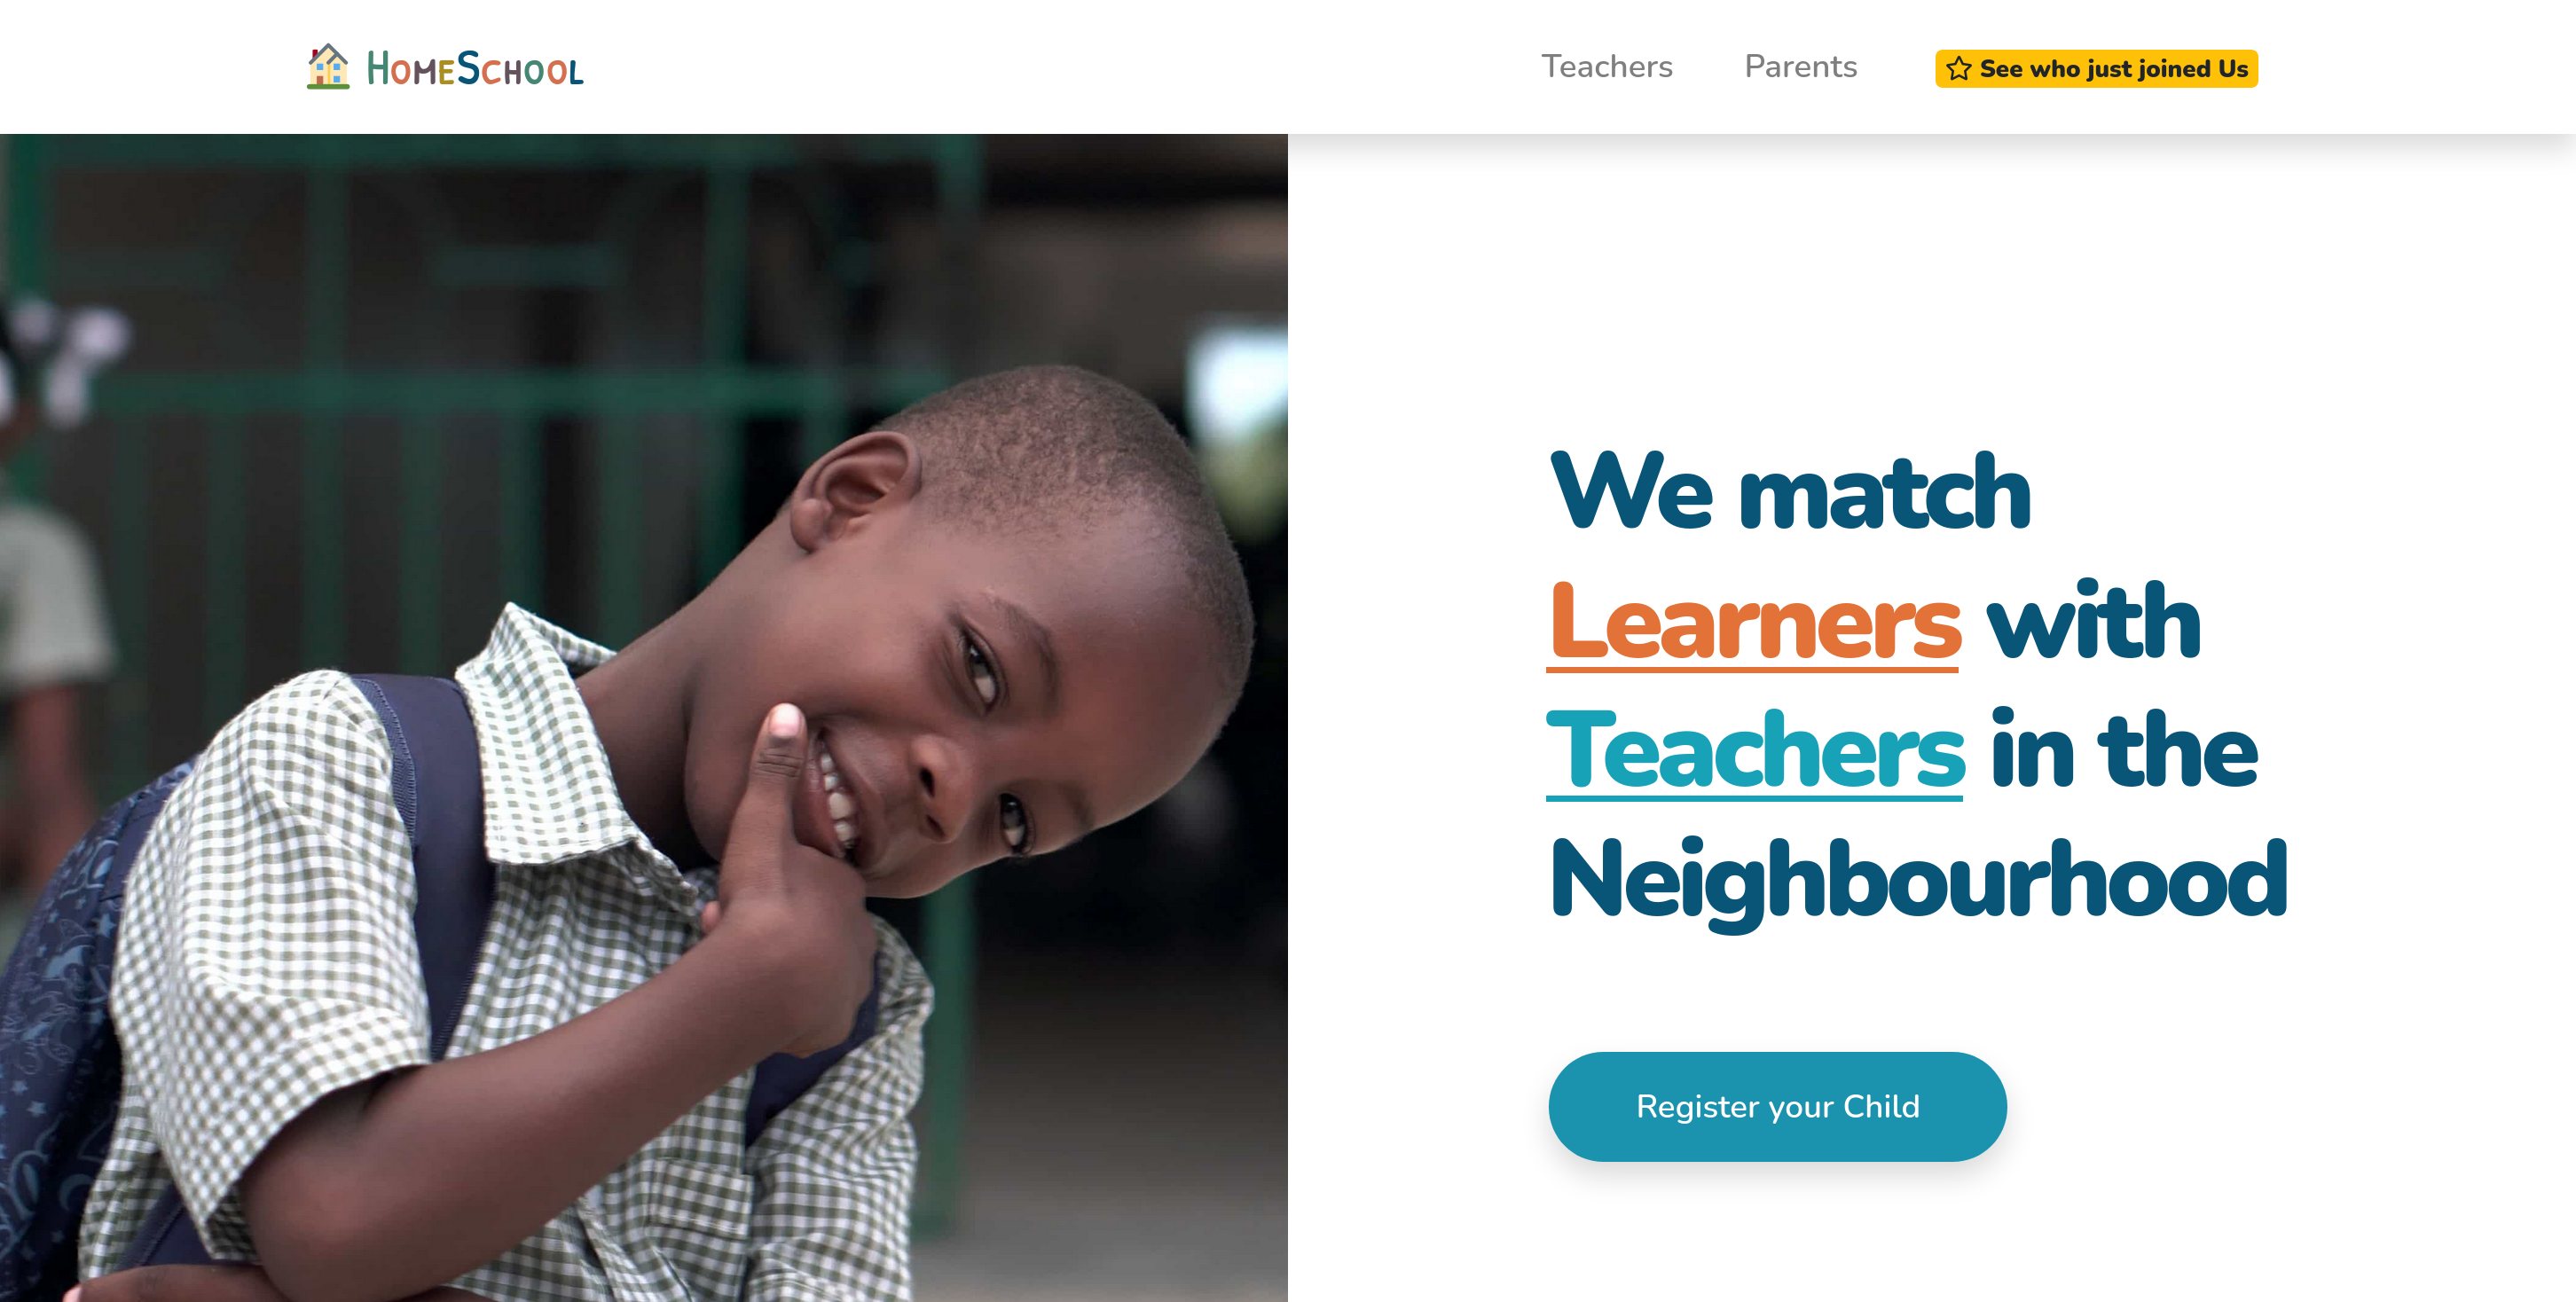 HomeSchool
Teachers
Parents
See who just joined Us
We match
Learners with
Teachers in the
Neighbourhood
Register your Child